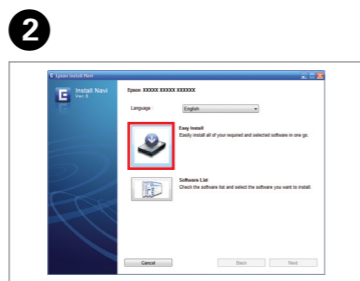 2
Epson Install Navi
Install Navi
Epson XXXXX XXXXX XXXXXX
Language :
English
Easy Install
Easily install all of your required and selected software in one go.
Software List
Check the software list and select the software you want to install.
Cancel
Back
Next